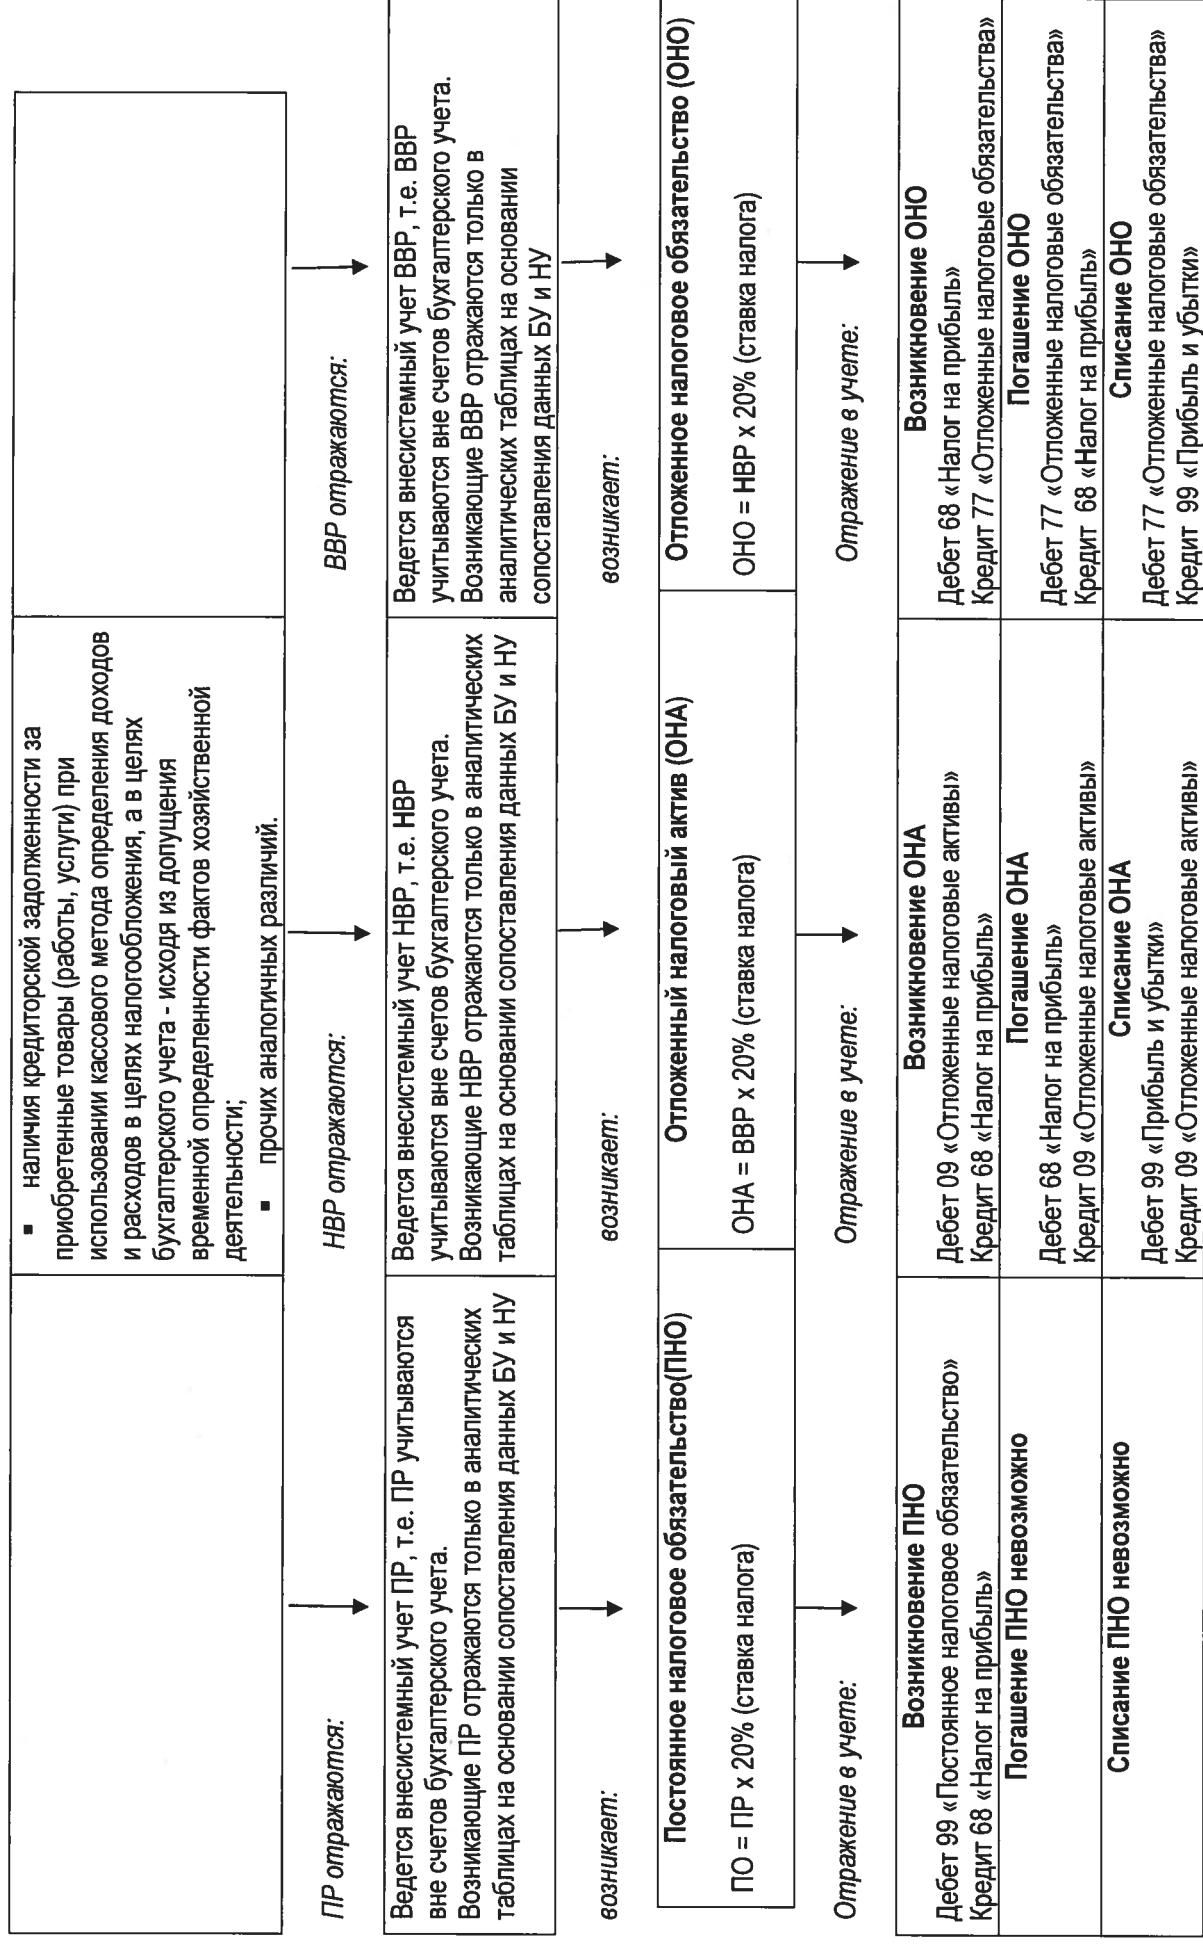 ▪ наличия кредиторской задолженности за
приобретенные товары (работы, услуги) при
использовании кассового метода определения доходов
и расходов в целях налогообложения, а в целях
бухгалтерского учета - исходя из допущения
временной определенности фактов хозяйственной
деятельности;
▪ прочих аналогичных различий.
ПР отражаются:
НВР отражаются:
ВВР отражаются:
Ведется внесистемный учет ПР, т.е. ПР учитываются
вне счетов бухгалтерского учета.
Возникающие ПР отражаются только в аналитических
таблицах на основании сопоставления данных БУ и НУ
Ведется внесистемный учет НВР, т.е. НВР
учитываются вне счетов бухгалтерского учета.
Возникающие НВР отражаются только в аналитических
таблицах на основании сопоставления данных БУ и НУ
Ведется внесистемный учет ВВР, т.е. ВВР
учитываются вне счетов бухгалтерского учета.
Возникающие ВВР отражаются только в
аналитических таблицах на основании
сопоставления данных БУ и НУ
возникает:
возникает:
возникает:
Постоянное налоговое обязательство(ПНО)
ПО = ПР х 20% (ставка налога)
Отложенный налоговый актив (ОНА)
ОНА = ВВР х 20% (ставка налога)
Отложенное налоговое обязательство (ОНО)
ОНО = НВР х 20% (ставка налога)
Отражение в учете:
Отражение в учете:
Отражение в учете:
Возникновение ПНО
Дебет 99 «Постоянное налоговое обязательство»
Кредит 68 «Налог на прибыль»
Возникновение ОНА
Дебет 09 «Отложенные налоговые активы»
Кредит 68 «Налог на прибыль»
Возникновение ОНО
Дебет 68 «Налог на прибыль»
Кредит 77 «Отложенные налоговые обязательства»
Погашение ПНО невозможно
Погашение ОНА
Дебет 68 «Налог на прибыль»
Кредит 09 «Отложенные налоговые активы»
Погашение ОНО
Дебет 77 «Отложенные налоговые обязательства»
Кредит 68 «Налог на прибыль»
Списание ПНО невозможно
Списание ОНА
Дебет 99 «Прибыль и убытки»
Кредит 09 «Отложенные налоговые активы»
Списание ОНО
Дебет 77 «Отложенные налоговые обязательства»
Кредит 99 «Прибыль и убытки»